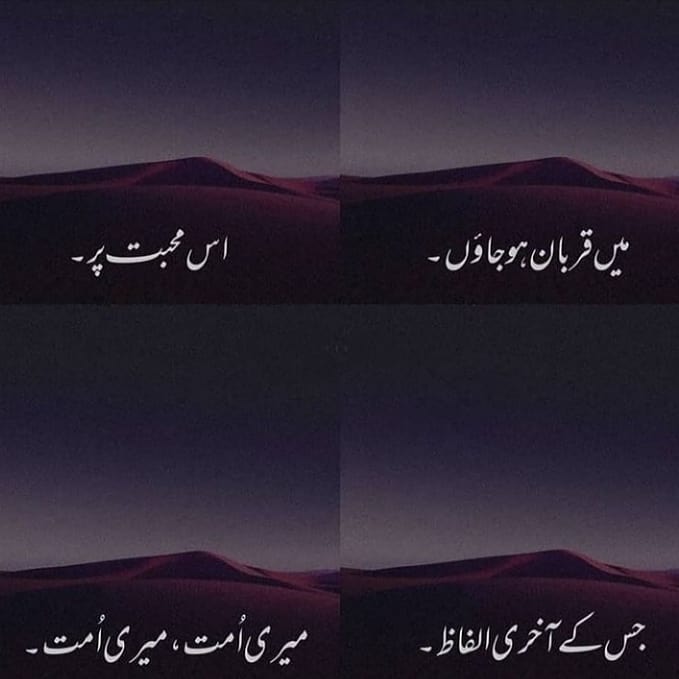 میں قربان ہوجاؤں ۔
اس محبت پر ۔
جس کے آخری الفاظ ۔
میری اُمت، میری اُمت ۔